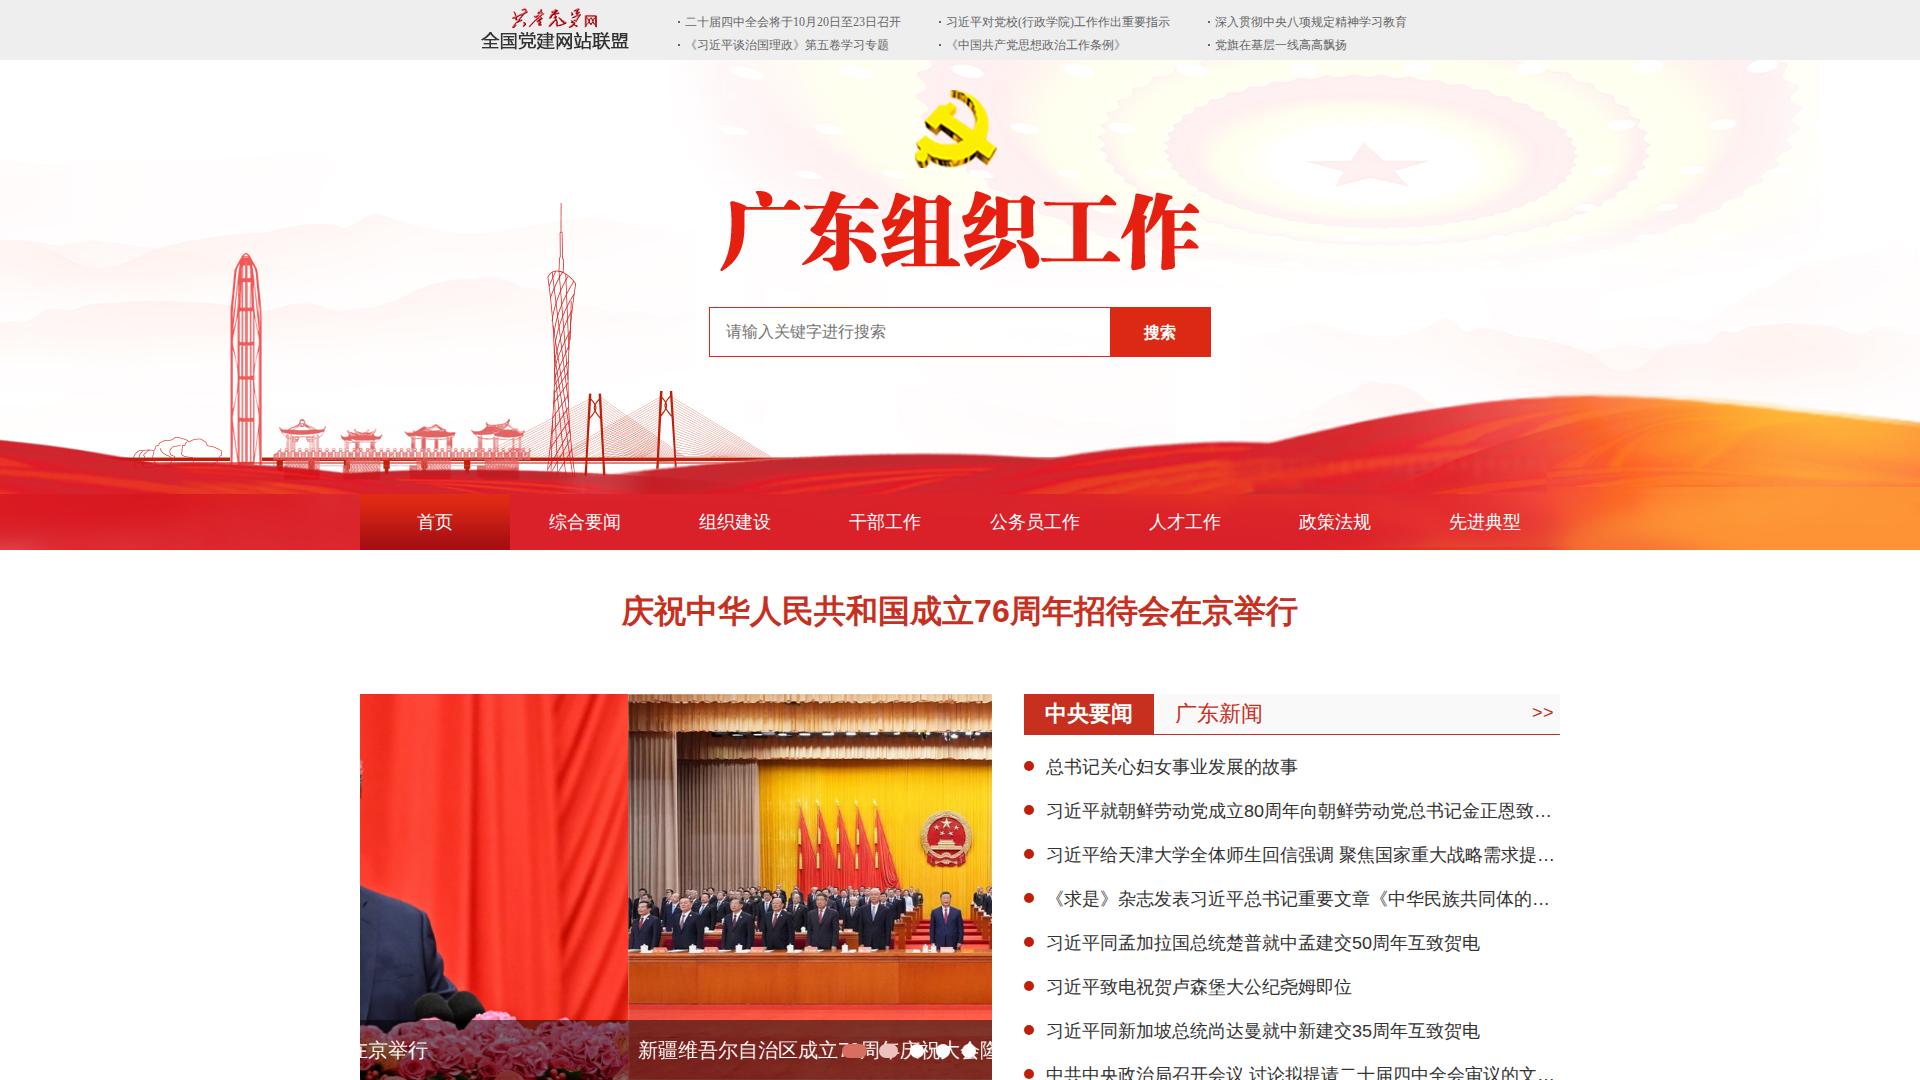 共产党员网
全国党建网站联盟
· 二十届四中全会将于10月20日至23日召开
· 习近平对党校(行政学院)工作作出重要指示
· 深入贯彻中央八项规定精神学习教育
· 《习近平谈治国理政》第五卷学习专题
· 《中国共产党思想政治工作条例》
· 党旗在基层一线高高飘扬
广东组织工作
请输入关键字进行搜索
搜索
首页
综合要闻
组织建设
干部工作
公务员工作
人才工作
政策法规
先进典型
庆祝中华人民共和国成立76周年招待会在京举行
在京举行
新疆维吾尔自治区成立70周年庆祝大会隆
中央要闻
广东新闻
>>
总书记关心妇女事业发展的故事
习近平就朝鲜劳动党成立80周年向朝鲜劳动党总书记金正恩致…
习近平给天津大学全体师生回信强调 聚焦国家重大战略需求提…
《求是》杂志发表习近平总书记重要文章《中华民族共同体的…
习近平同孟加拉国总统楚普就中孟建交50周年互致贺电
习近平致电祝贺卢森堡大公纪尧姆即位
习近平同新加坡总统尚达曼就中新建交35周年互致贺电
中共中央政治局召开会议 讨论拟提请二十届四中全会审议的文…